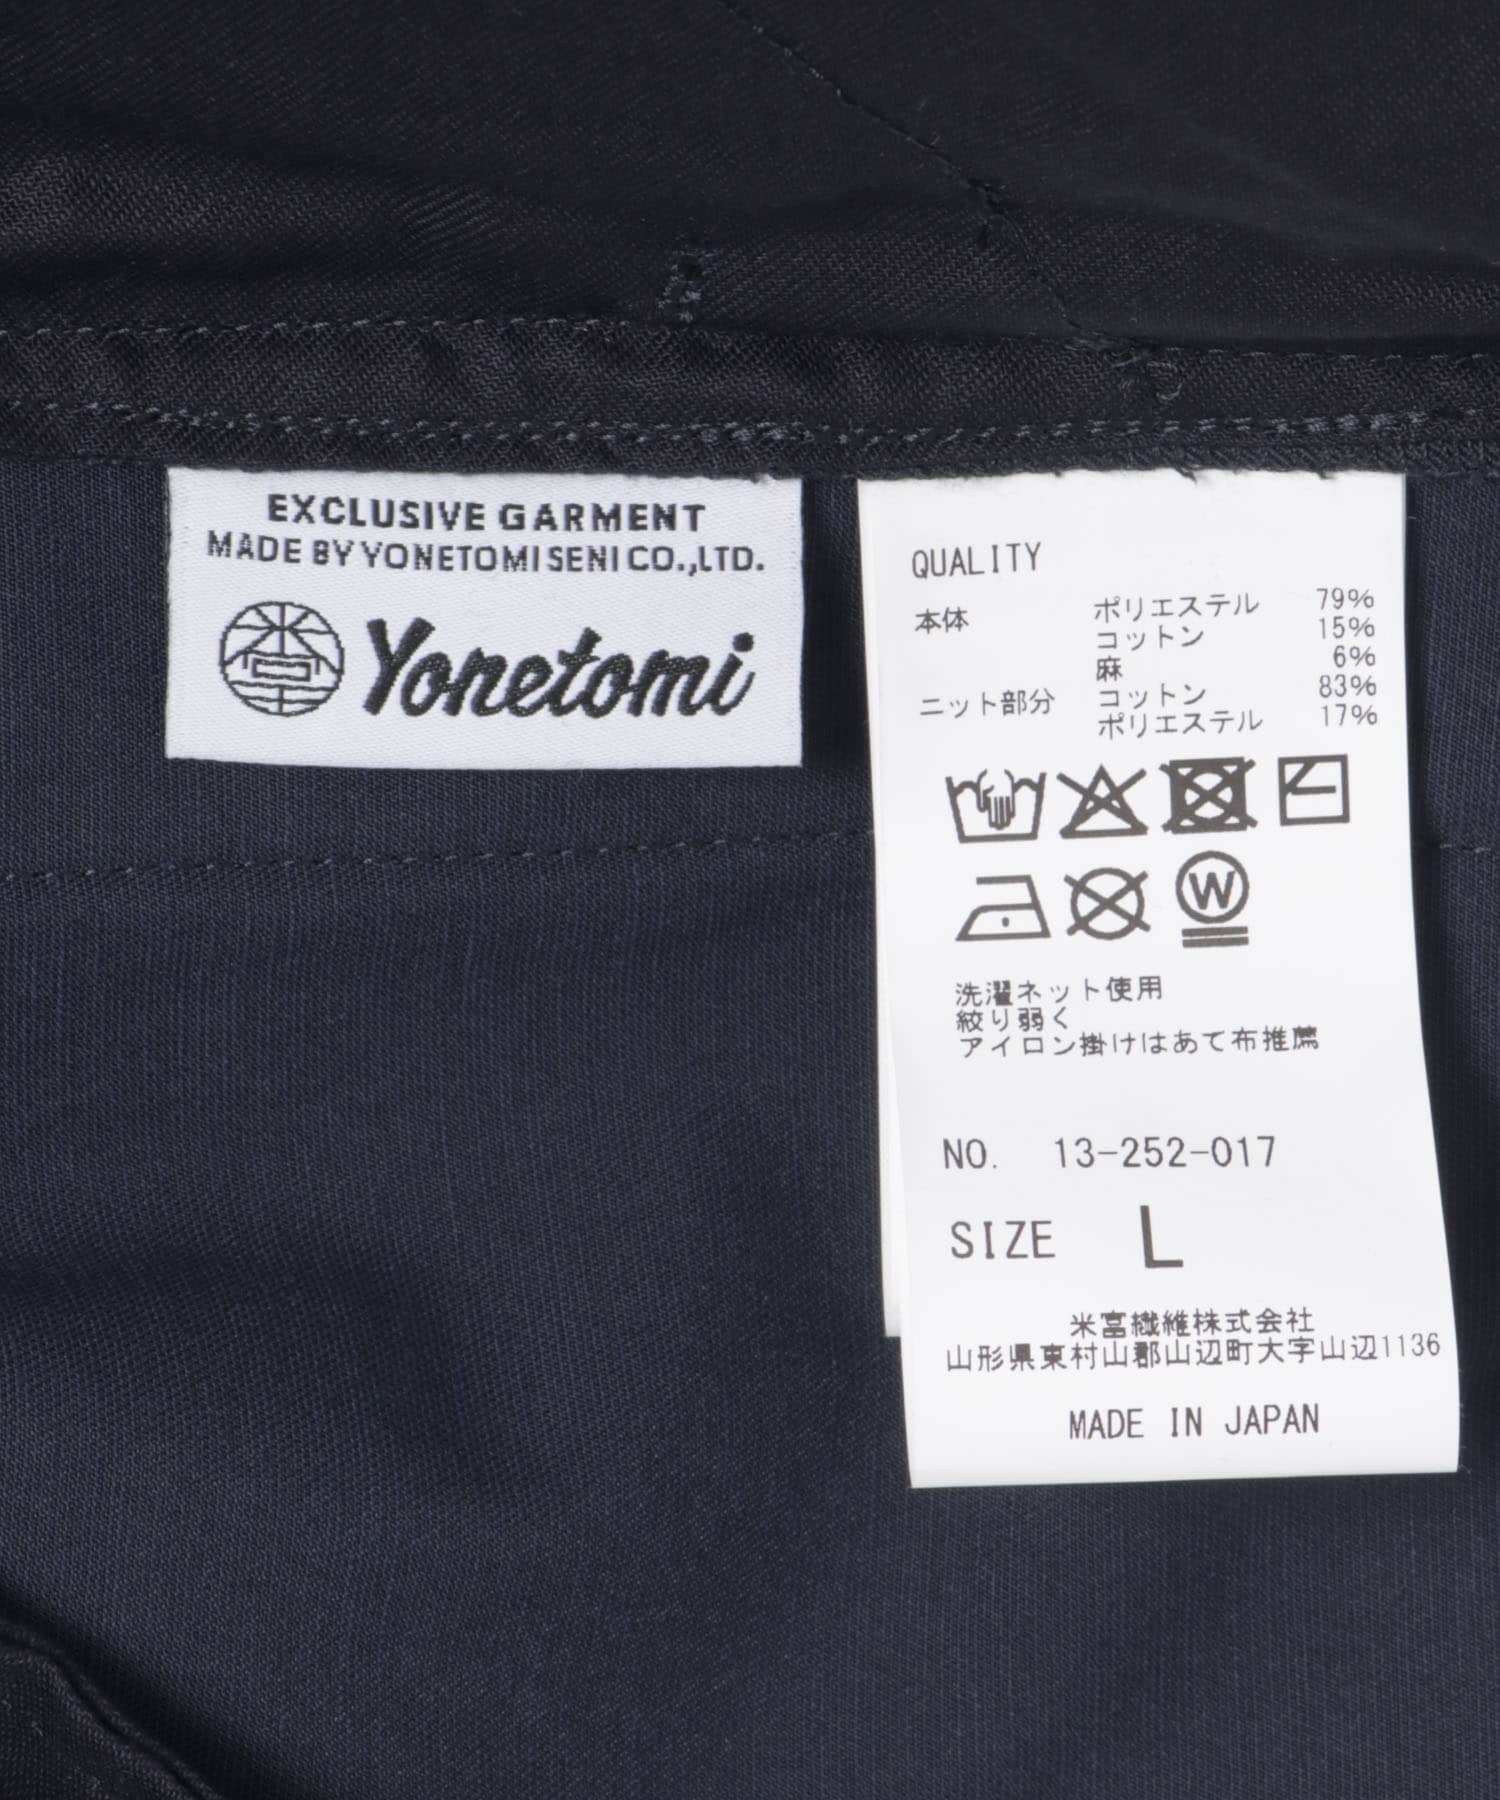 EXCLUSIVE GARMENT
MADE BY YONETOMI SENI CO.,LTD.
Yonetomi
QUALITY
本体 ポリエステル 79%
コットン 15%
麻 6%
ニット部分 コットン 83%
ポリエステル 17%
W
洗濯ネット使用
絞り弱く
アイロン掛けはあて布推薦
NO. 13-252-017
SIZE L
米富繊維株式会社
山形県東村山郡山辺町大字山辺1136
MADE IN JAPAN